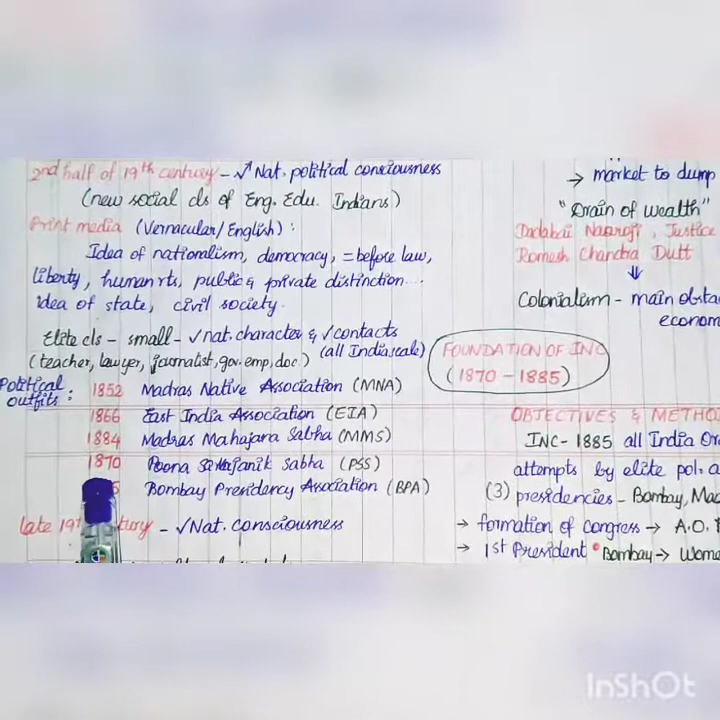 2nd half of 19th century - ✓ Nat. political consciousness
(new social cls of Eng. Edu. Indians)
Print media (Vernacular/English):
Idea of nationalism, democracy, = before law,
liberty, human rts, public & private distinction...
idea of state, civil society.
Elite cls - small - ✓ nat. character & ✓ contacts
(all India scale)
(teacher, lawyer, journalist, gov. emp, doc.)
Political outfits:
1852 Madras Native Association (MNA)
1866 East India Association (EIA)
1884 Madras Mahajara Sabha (MMS)
1870 Poona Sarvajanik Sabha (PSS)
5 Bombay Presidency Association (BPA)
late 19t tury - ✓ Nat. consciousness
→ market to dump
"Drain of wealth"
Dadabai Naoroji, Justice
Romesh Chandra Dutt
⇓
Colonialism - main obsta
econom
FOUNDATION OF INC
(1870 - 1885)
OBJECTIVES & METHO
INC - 1885 all India Or
attempts by elite pol. a
(3) presidencies - Bombay, Mad
→ formation of congress → A.O.
→ 1st President • Bombay → Wome
InShOt